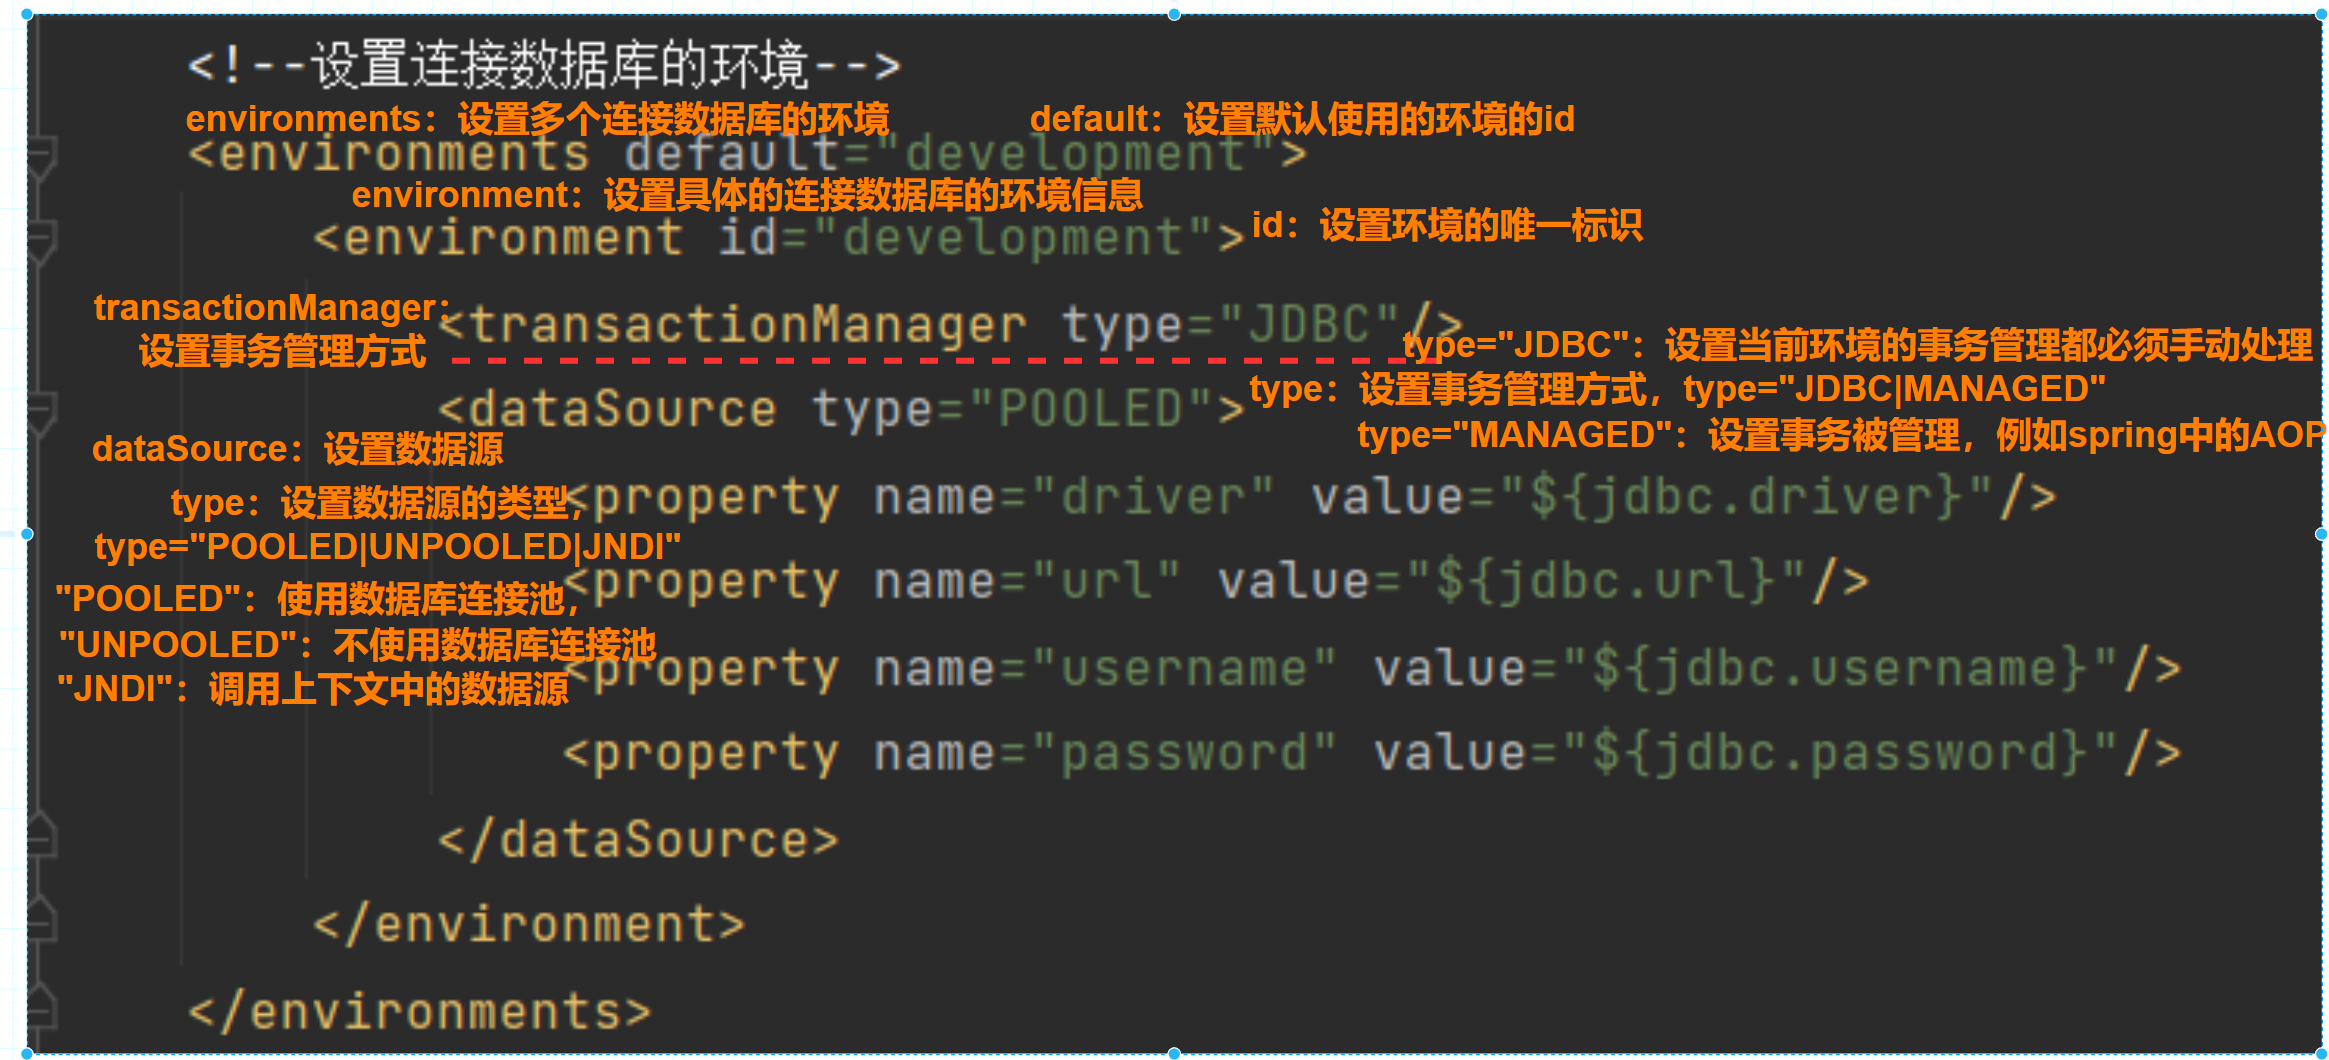 <!--设置连接数据库的环境-->
environments：设置多个连接数据库的环境
default：设置默认使用的环境的id
<environments default="development">
environment：设置具体的连接数据库的环境信息
<environment id="development">
id：设置环境的唯一标识
transactionManager：
设置事务管理方式
<transactionManager type="JDBC"/>
type="JDBC"：设置当前环境的事务管理都必须手动处理
type：设置事务管理方式，type="JDBC|MANAGED"
type="MANAGED"：设置事务被管理，例如spring中的AOP
<dataSource type="POOLED">
dataSource：设置数据源
type：设置数据源的类型，
type="POOLED|UNPOOLED|JNDI"
"POOLED"：使用数据库连接池，
"UNPOOLED"：不使用数据库连接池
"JNDI"：调用上下文中的数据源
<property name="driver" value="${jdbc.driver}"/>
<property name="url" value="${jdbc.url}"/>
<property name="username" value="${jdbc.username}"/>
<property name="password" value="${jdbc.password}"/>
</dataSource>
</environment>
</environments>